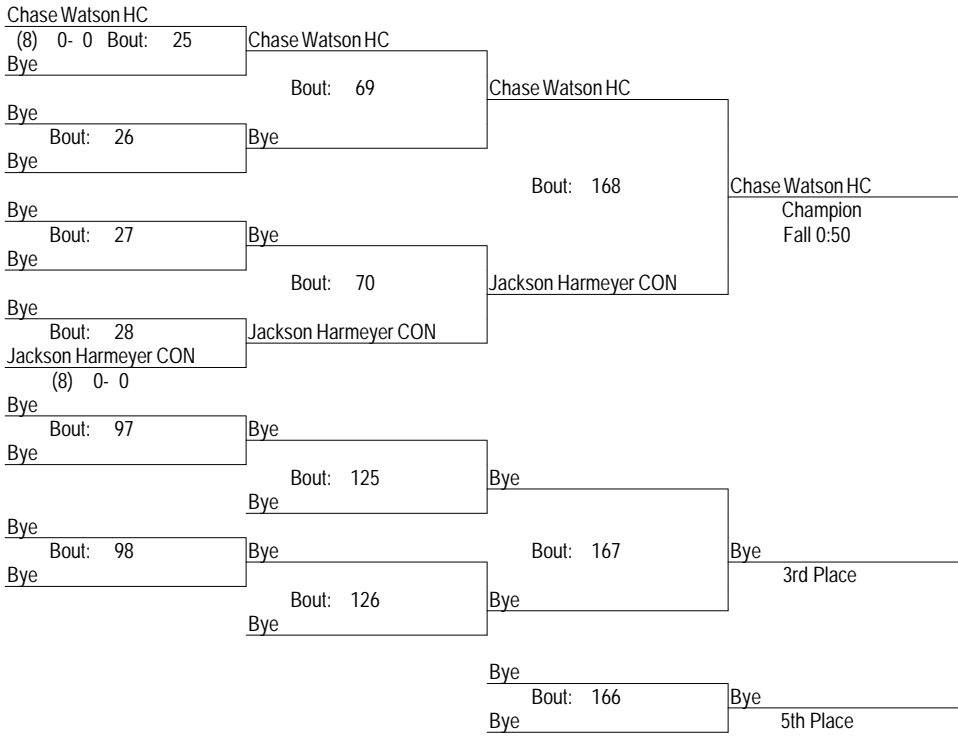 Chase Watson HC
(8) 0- 0 Bout: 25 Chase Watson HC
Bye
Bout: 69 Chase Watson HC
Bye
Bout: 26 Bye
Bye
Bout: 168 Chase Watson HC
Bye Champion
Bout: 27 Bye Fall 0:50
Bye
Bout: 70 Jackson Harmeyer CON
Bye
Bout: 28 Jackson Harmeyer CON
Jackson Harmeyer CON
(8) 0- 0
Bye
Bout: 97 Bye
Bye
Bout: 125 Bye
Bye
Bye
Bout: 98 Bye Bout: 167 Bye
Bye 3rd Place
Bout: 126 Bye
Bye
Bye
Bout: 166 Bye
Bye 5th Place